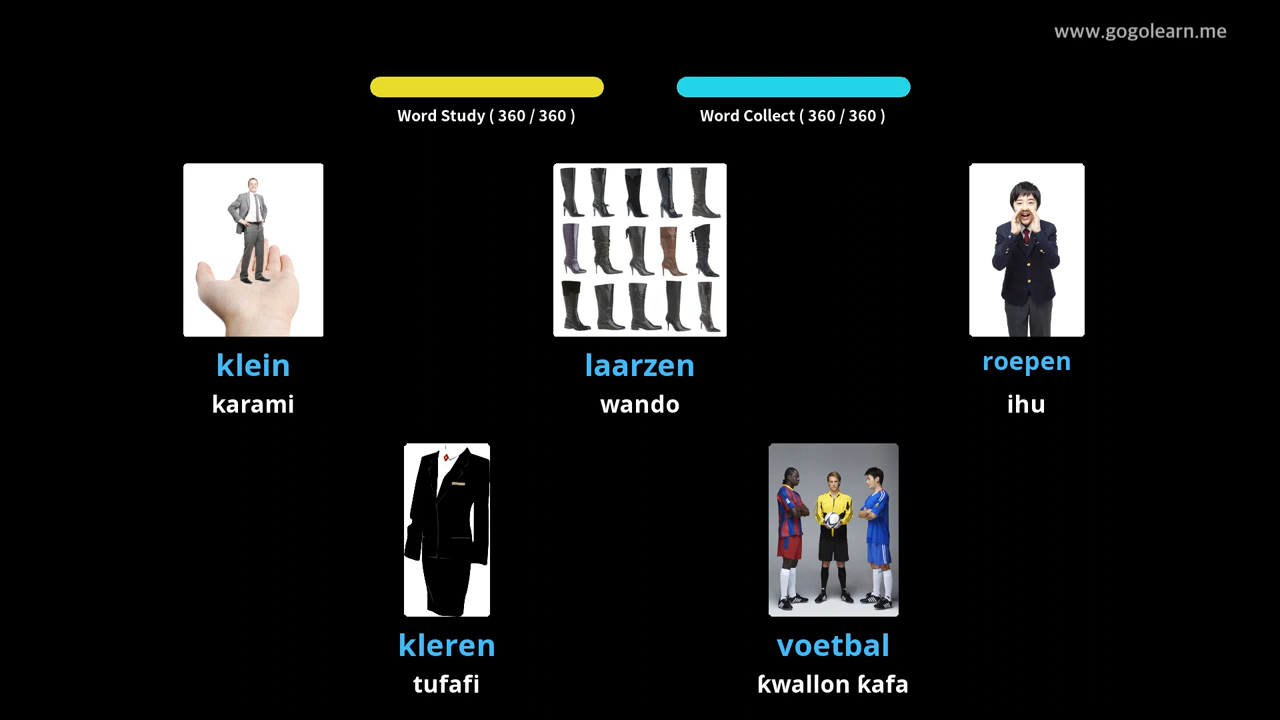 www.gogolearn.me
Word Study ( 360 / 360 )
Word Collect ( 360 / 360 )
klein
karami
laarzen
wando
roepen
ihu
kleren
tufafi
voetbal
ƙwallon ƙafa